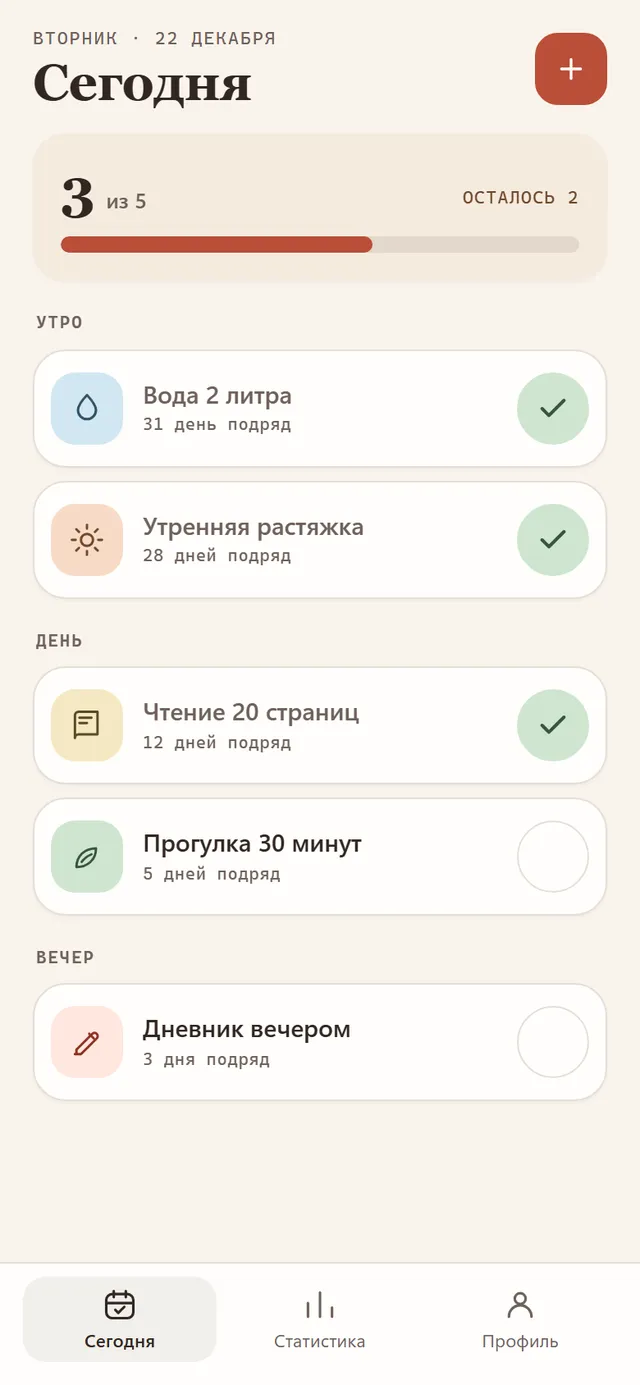 ВТОРНИК · 22 ДЕКАБРЯ
Сегодня
3 из 5
ОСТАЛОСЬ 2
УТРО
Вода 2 литра
31 день подряд
Утренняя растяжка
28 дней подряд
ДЕНЬ
Чтение 20 страниц
12 дней подряд
Прогулка 30 минут
5 дней подряд
ВЕЧЕР
Дневник вечером
3 дня подряд
Сегодня
Статистика
Профиль